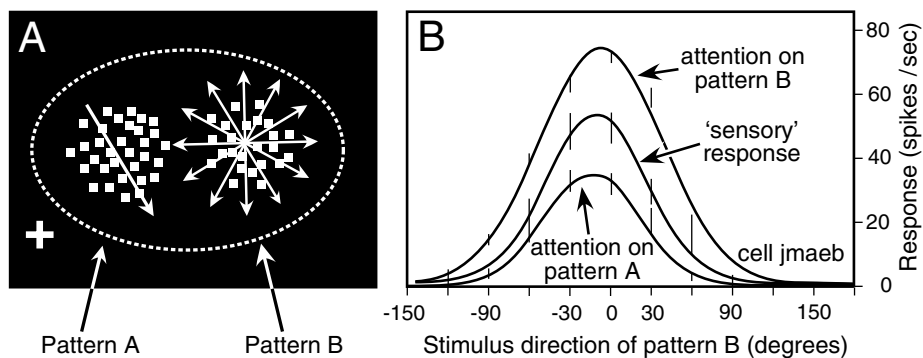 A
Pattern A
Pattern B
B
attention on
pattern B
'sensory'
response
attention on
pattern A
cell jmaeb
80
60
40
20
0
Response (spikes / sec)
-150 -90 -30 0 30 90 150
Stimulus direction of pattern B (degrees)